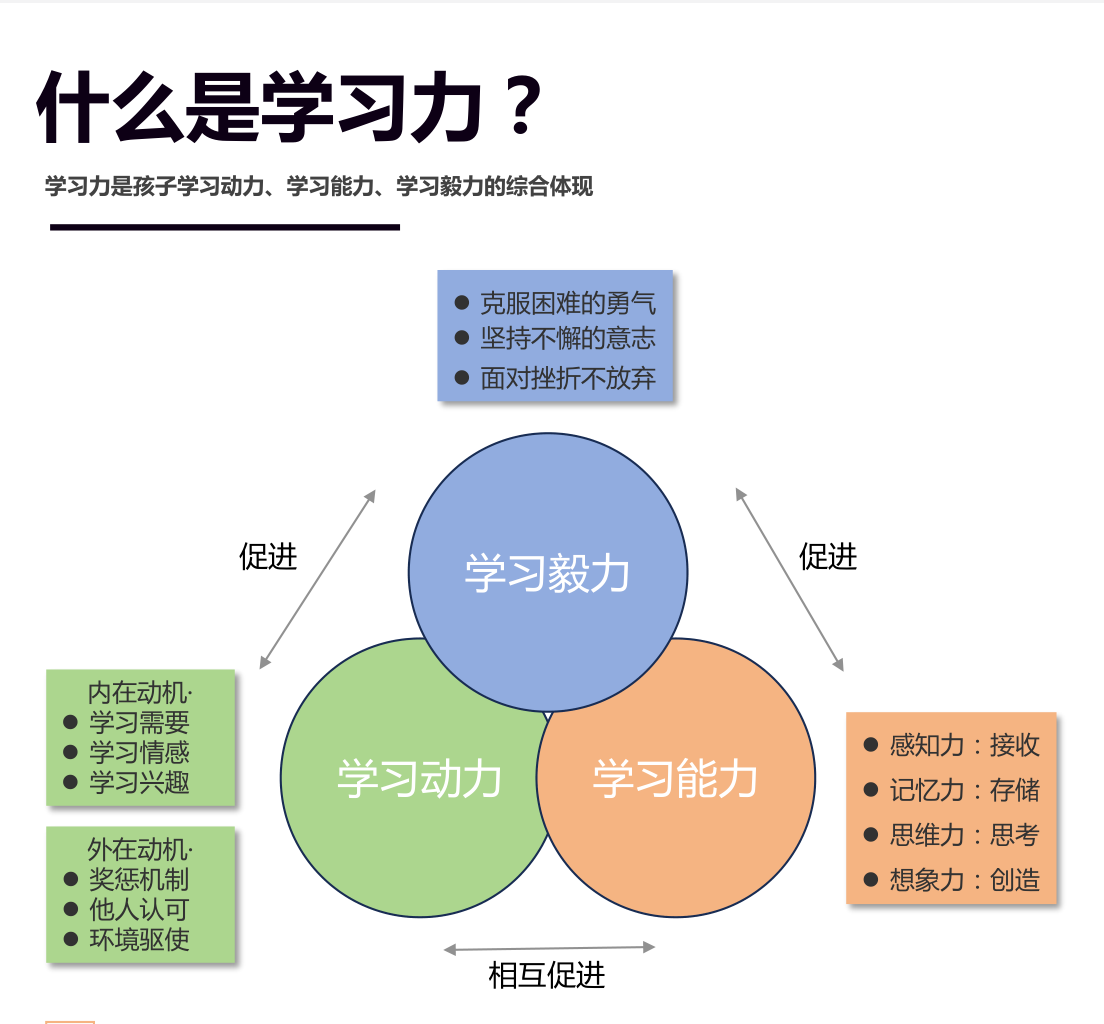 什么是学习力？
学习力是孩子学习动力、学习能力、学习毅力的综合体现
● 克服困难的勇气
● 坚持不懈的意志
● 面对挫折不放弃
促进
促进
学习毅力
内在动机·
● 学习需要
● 学习情感
● 学习兴趣
外在动机·
● 奖惩机制
● 他人认可
● 环境驱使
学习动力
学习能力
● 感知力：接收
● 记忆力：存储
● 思维力：思考
● 想象力：创造
相互促进